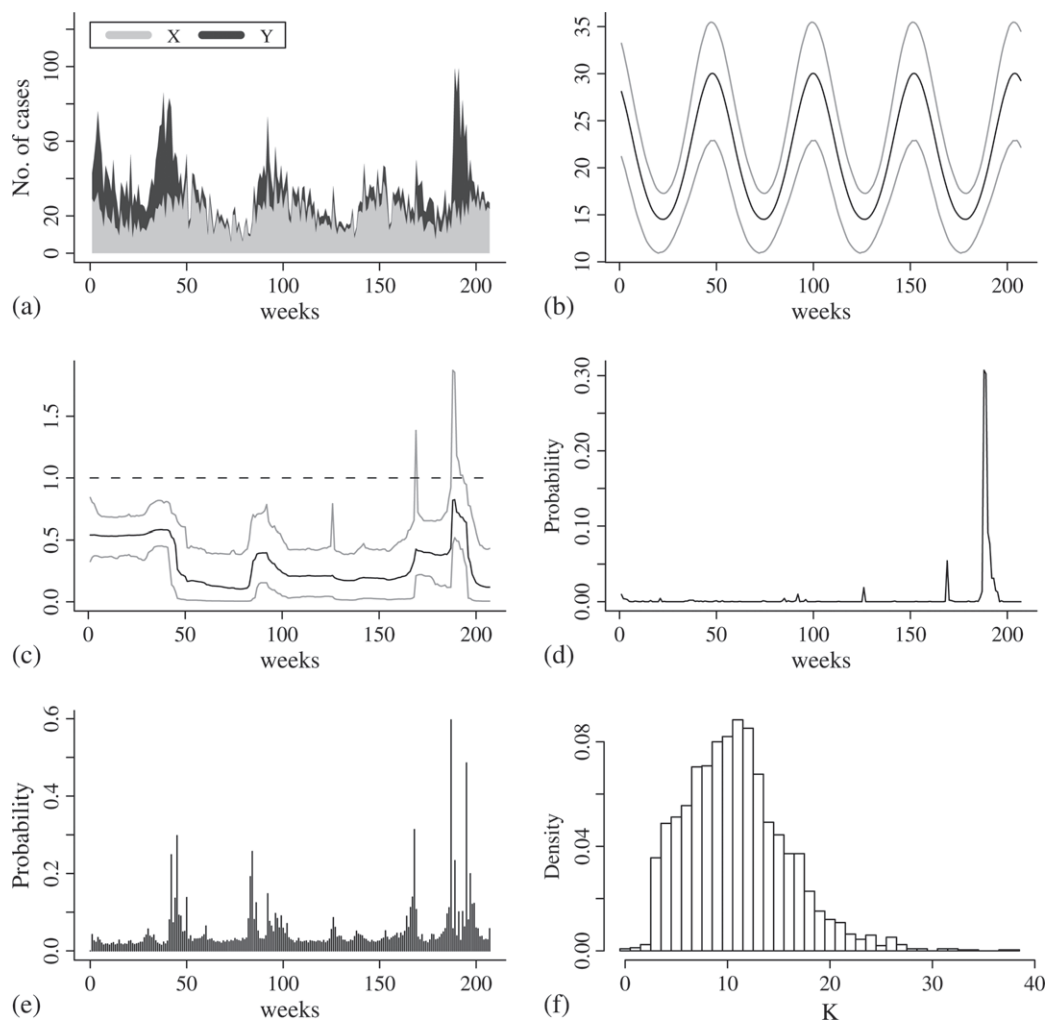 X Y
No. of cases
0 20 60 100
0 50 100 150 200
weeks
(a)
10 15 20 25 30 35
0 50 100 150 200
weeks
(b)
0.0 0.5 1.0 1.5
0 50 100 150 200
weeks
(c)
Probability
0.00 0.10 0.20 0.30
0 50 100 150 200
weeks
(d)
Probability
0.0 0.2 0.4 0.6
0 50 100 150 200
weeks
(e)
Density
0.00 0.04 0.08
0 10 20 30 40
K
(f)